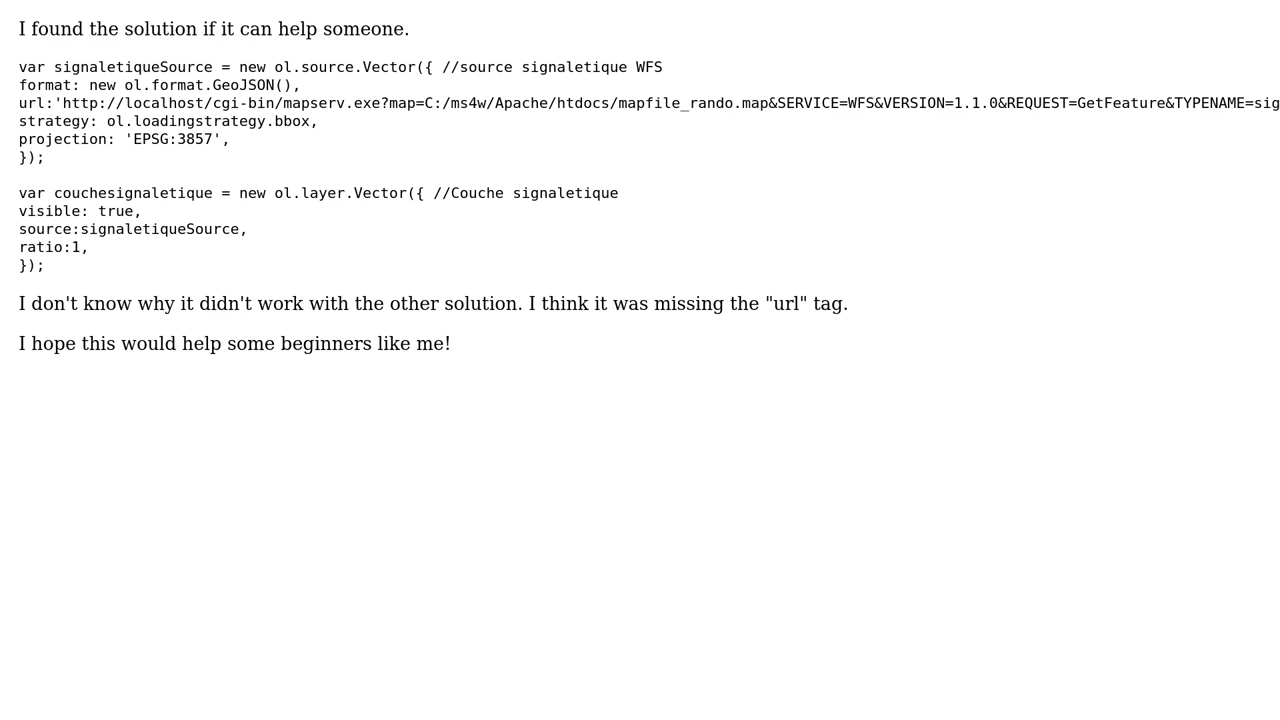 I found the solution if it can help someone.
var signaletiqueSource = new ol.source.Vector({ //source signaletique WFS
format: new ol.format.GeoJSON(),
url:'http://localhost/cgi-bin/mapserv.exe?map=C:/ms4w/Apache/htdocs/mapfile_rando.map&SERVICE=WFS&VERSION=1.1.0&REQUEST=GetFeature&TYPENAME=sig
strategy: ol.loadingstrategy.bbox,
projection: 'EPSG:3857',
});
var couchesignaletique = new ol.layer.Vector({ //Couche signaletique
visible: true,
source:signaletiqueSource,
ratio:1,
});
I don't know why it didn't work with the other solution. I think it was missing the "url" tag.
I hope this would help some beginners like me!